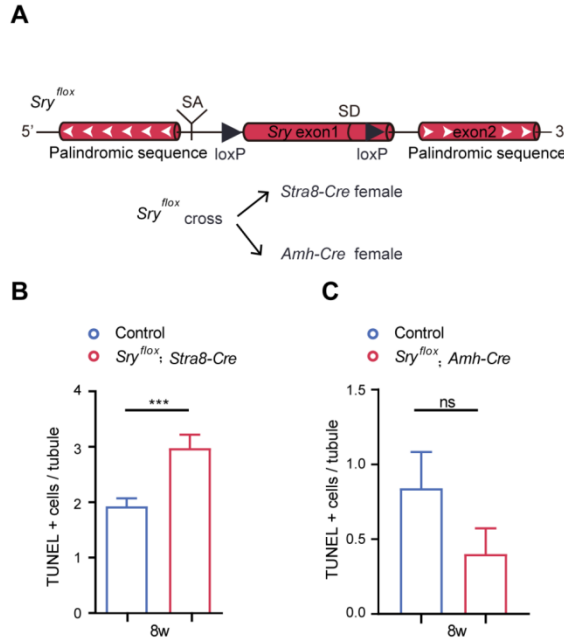 A
Sry flox
SA
SD
5'
Sry exon1
exon2
3
Palindromic sequence
loxP
loxP
Palindromic sequence
Stra8-Cre female
Sry flox cross
Amh-Cre female
B
Control
Sry flox; Stra8-Cre
TUNEL + cells / tubule
4
3
2
1
0
***
8w
C
Control
Sry flox; Amh-Cre
TUNEL + cells / tubule
1.5
1.0
0.5
0.0
ns
8w